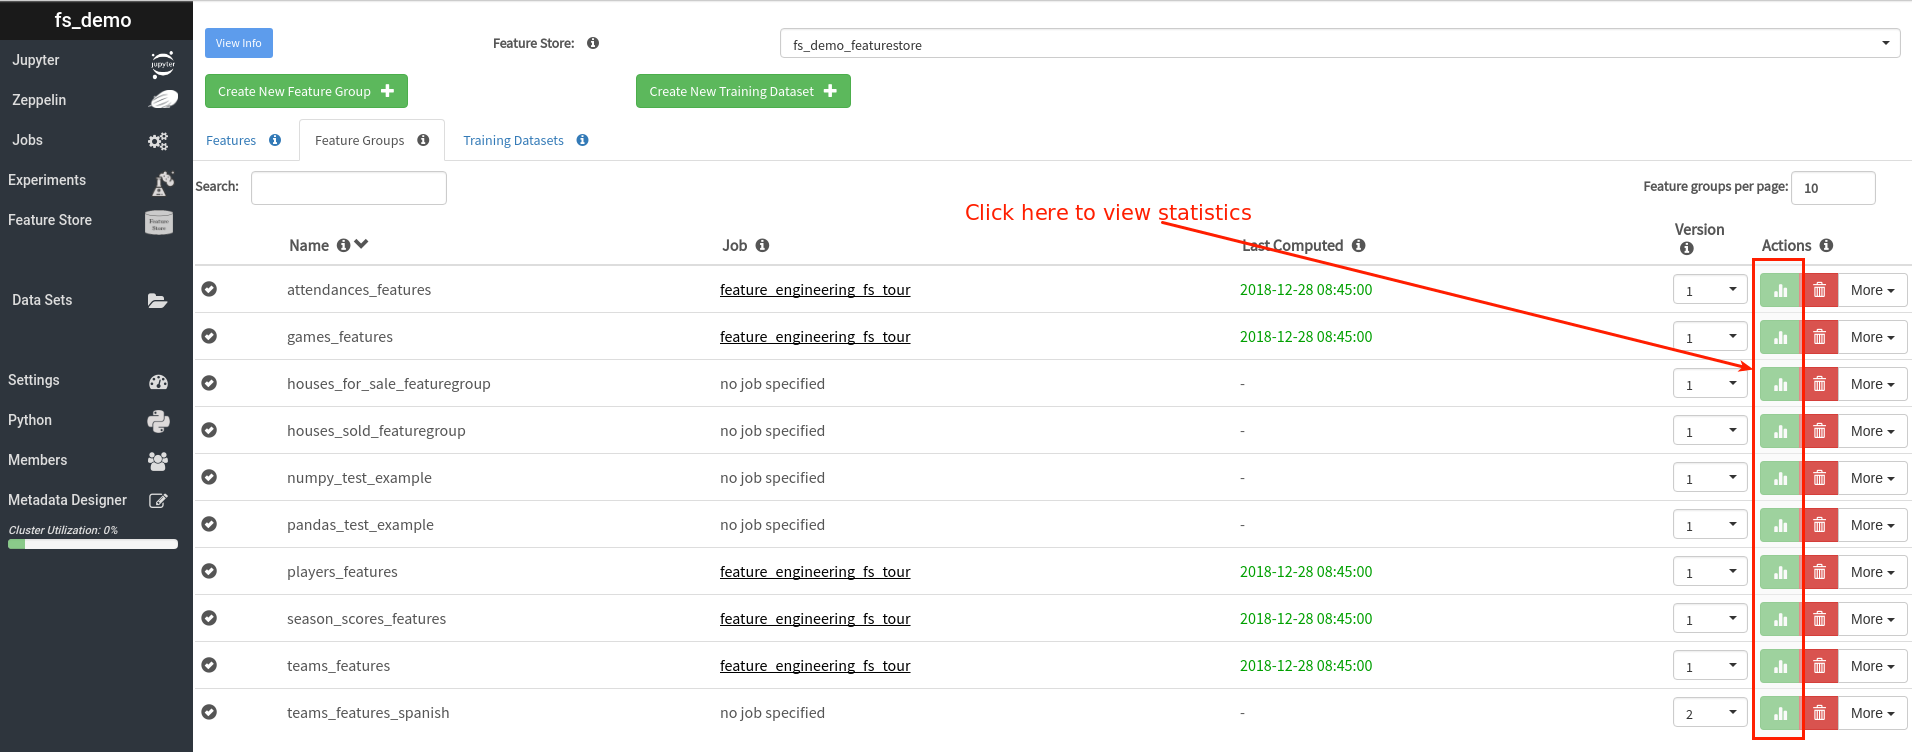 fs_demo
Jupyter
Zeppelin
Jobs
Experiments
Feature Store
Data Sets
Settings
Python
Members
Metadata Designer
Cluster Utilization: 0%
jupyter
Feature Store
View Info
Feature Store:
fs_demo_featurestore
Create New Feature Group
Create New Training Dataset
Features
Feature Groups
Training Datasets
Search:
Feature groups per page: 10
Click here to view statistics
Name Job Last Computed Version Actions
attendances_features feature_engineering_fs_tour 2018-12-28 08:45:00 1 More
games_features feature_engineering_fs_tour 2018-12-28 08:45:00 1 More
houses_for_sale_featuregroup no job specified - 1 More
houses_sold_featuregroup no job specified - 1 More
numpy_test_example no job specified - 1 More
pandas_test_example no job specified - 1 More
players_features feature_engineering_fs_tour 2018-12-28 08:45:00 1 More
season_scores_features feature_engineering_fs_tour 2018-12-28 08:45:00 1 More
teams_features feature_engineering_fs_tour 2018-12-28 08:45:00 1 More
teams_features_spanish no job specified - 2 More